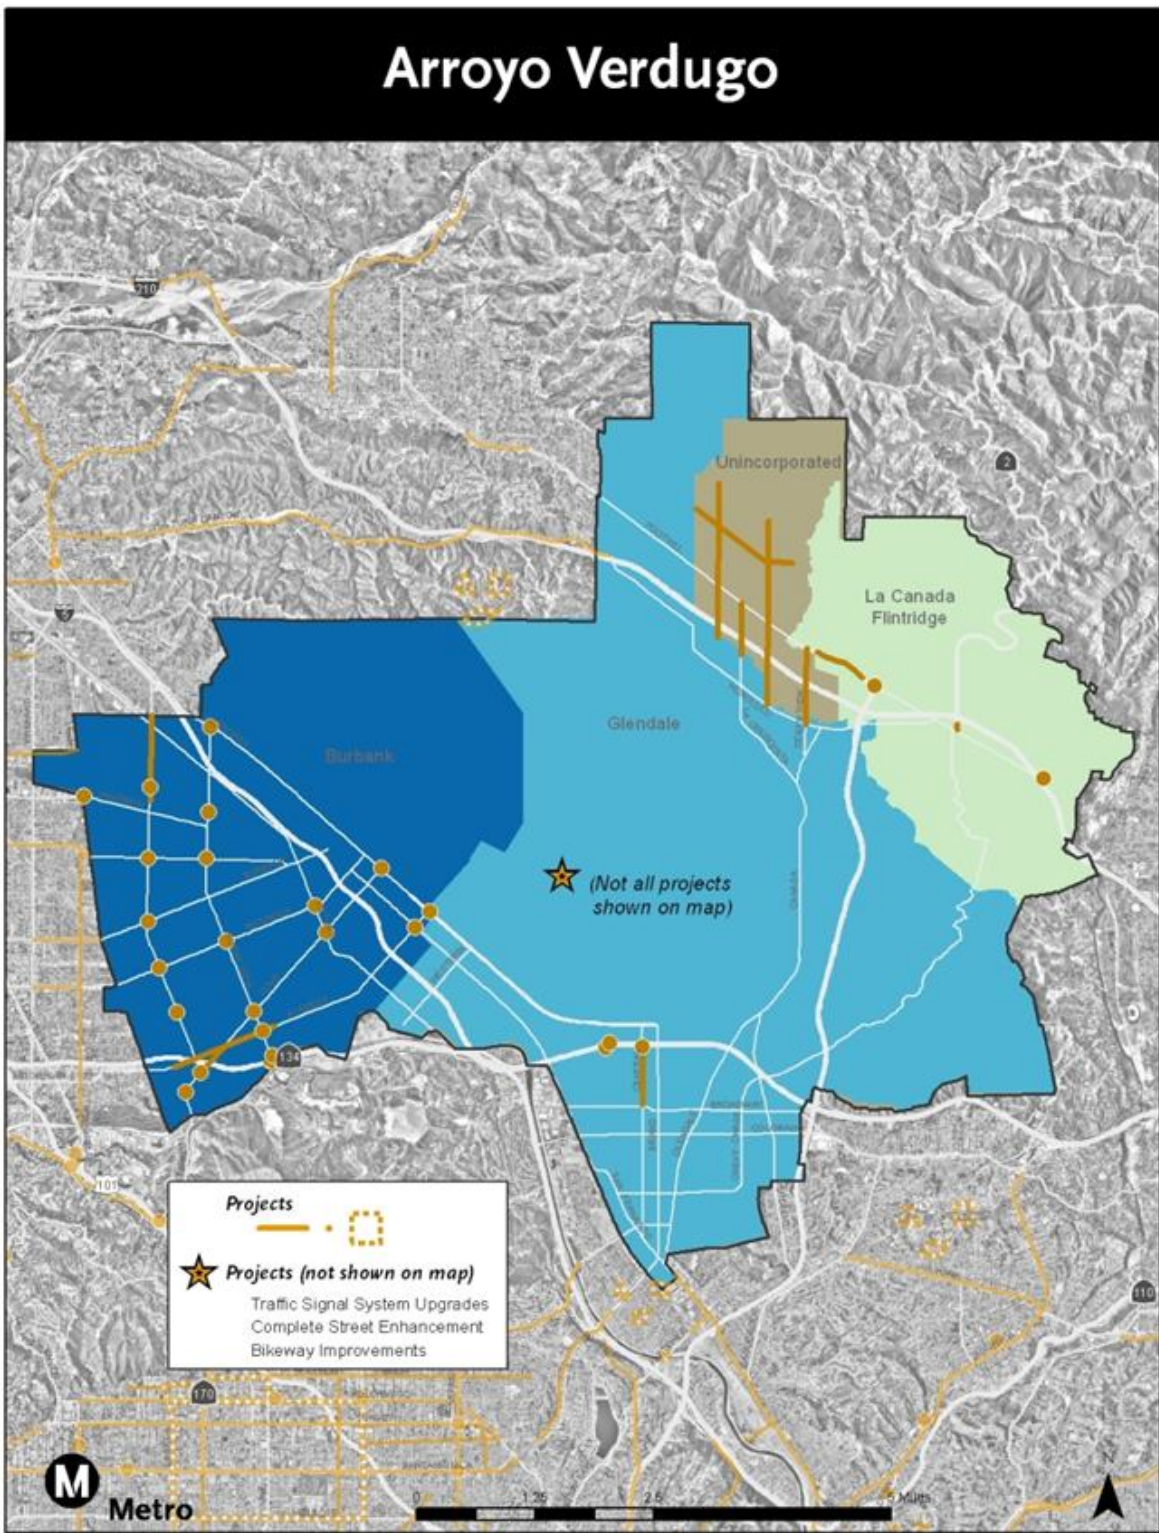 Arroyo Verdugo
210
2
Unincorporated
La Canada
Flintridge
5
Glendale
Burbank
(Not all projects
shown on map)
134
101
Projects
Projects (not shown on map)
Traffic Signal System Upgrades
Complete Street Enhancement
Bikeway Improvements
110
170
M
Metro
N
0 1.25 2.5 5 Miles